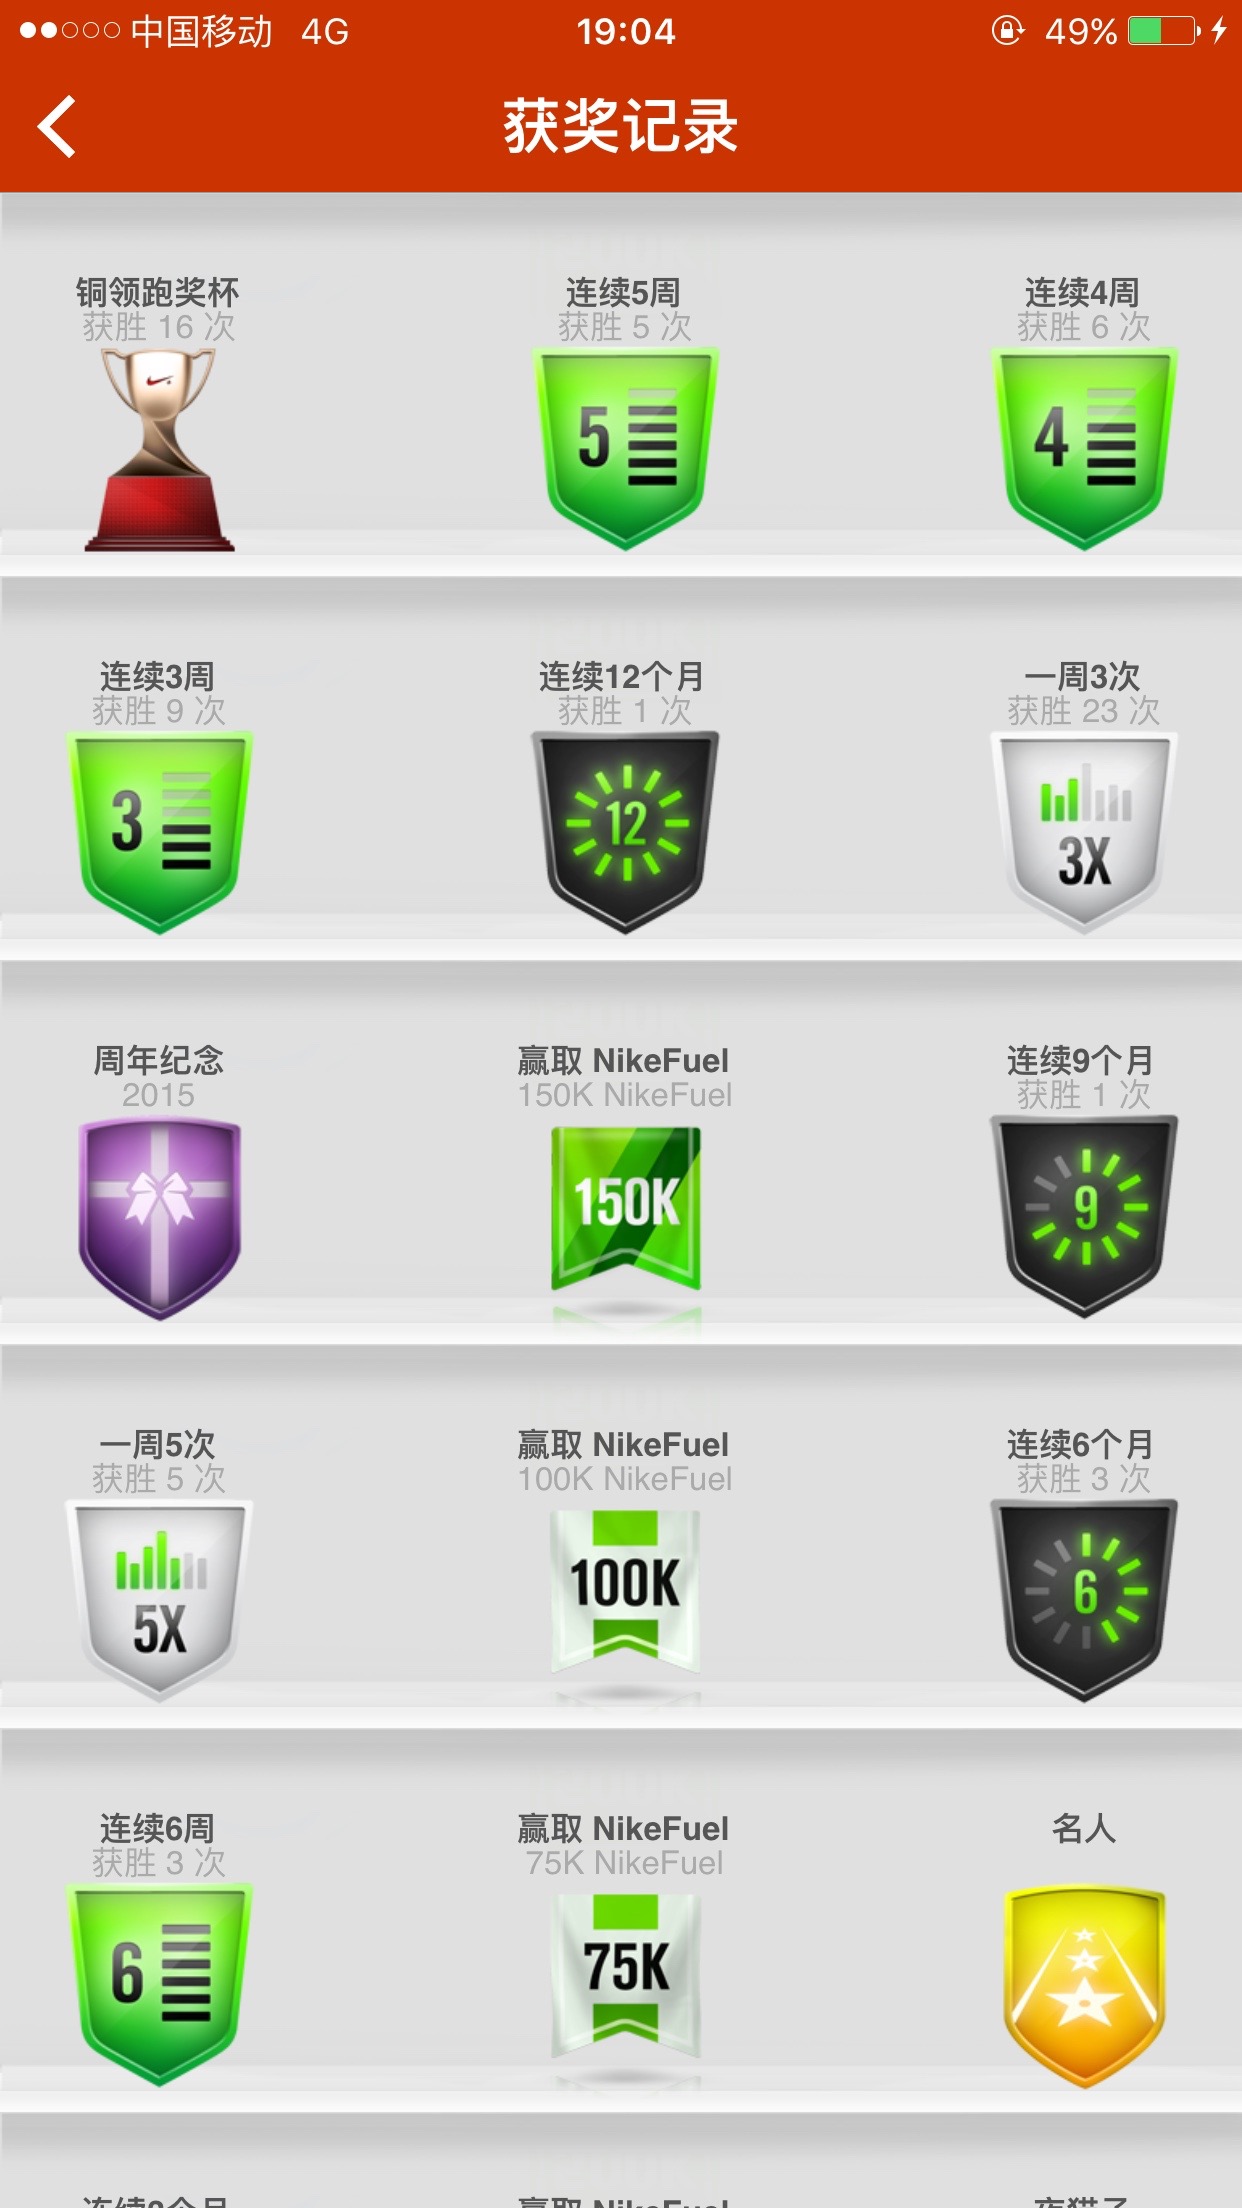 中国移动 4G 19:04 49%
获奖记录
铜领跑奖杯 连续5周 连续4周
获胜 16 次 获胜 5 次 获胜 6 次
5 4
连续3周 连续12个月 一周3次
获胜 9 次 获胜 1 次 获胜 23 次
3 12 3X
周年纪念 赢取 NikeFuel 连续9个月
2015 150K NikeFuel 获胜 1 次
150K 9
一周5次 赢取 NikeFuel 连续6个月
获胜 5 次 100K NikeFuel 获胜 3 次
5X 100K 6
连续6周 赢取 NikeFuel 名人
获胜 3 次 75K NikeFuel
6 75K
赢取 NikeFuel